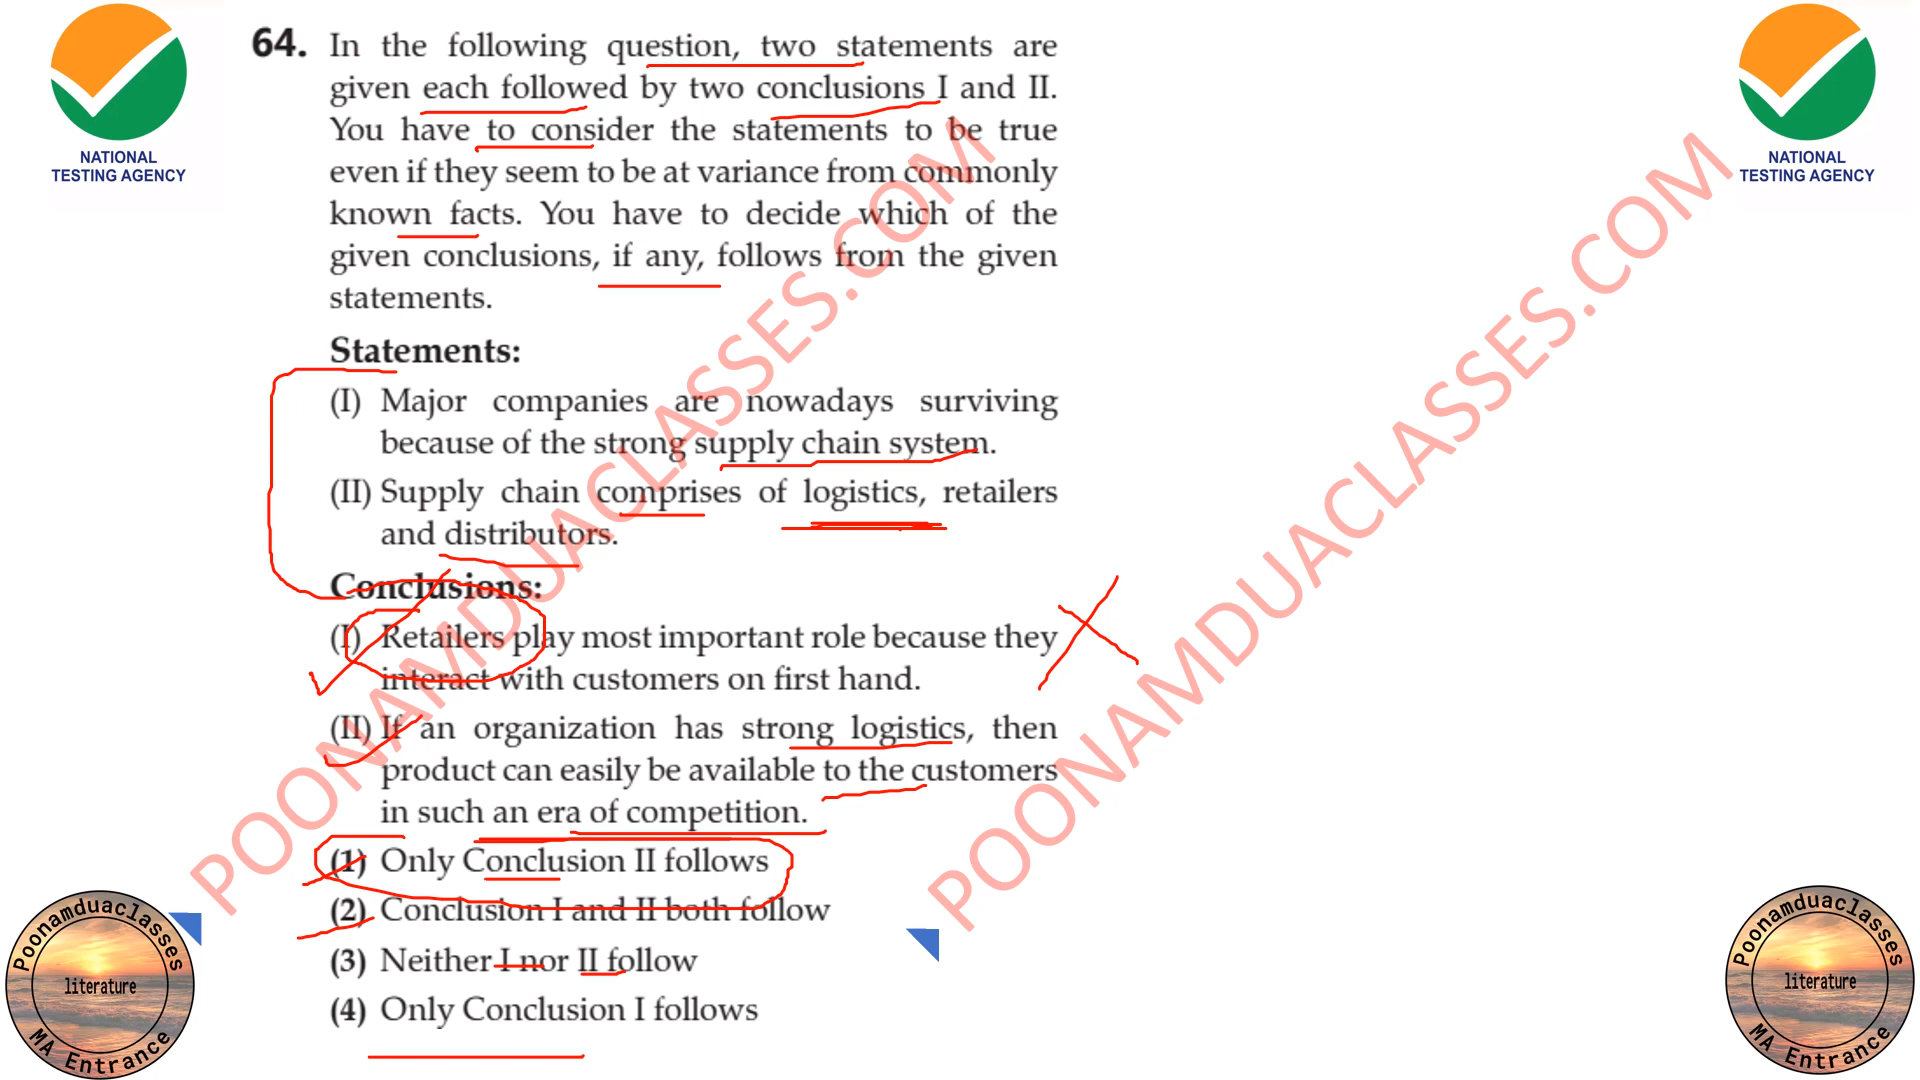 NATIONAL
TESTING AGENCY
NATIONAL
TESTING AGENCY
64. In the following question, two statements are
given each followed by two conclusions I and II.
You have to consider the statements to be true
even if they seem to be at variance from commonly
known facts. You have to decide which of the
given conclusions, if any, follows from the given
statements.
Statements:
(I) Major companies are nowadays surviving
because of the strong supply chain system.
(II) Supply chain comprises of logistics, retailers
and distributors.
Conclusions:
(I) Retailers play most important role because they
interact with customers on first hand.
(II) If an organization has strong logistics, then
product can easily be available to the customers
in such an era of competition.
(1) Only Conclusion II follows
(2) Conclusion I and II both follow
(3) Neither I nor II follow
(4) Only Conclusion I follows
POONAMDUACLASSES.COM
POONAMDUACLASSES.COM
Poonamduaclasses
literature
MA Entrance
Poonamduaclasses
literature
MA Entrance